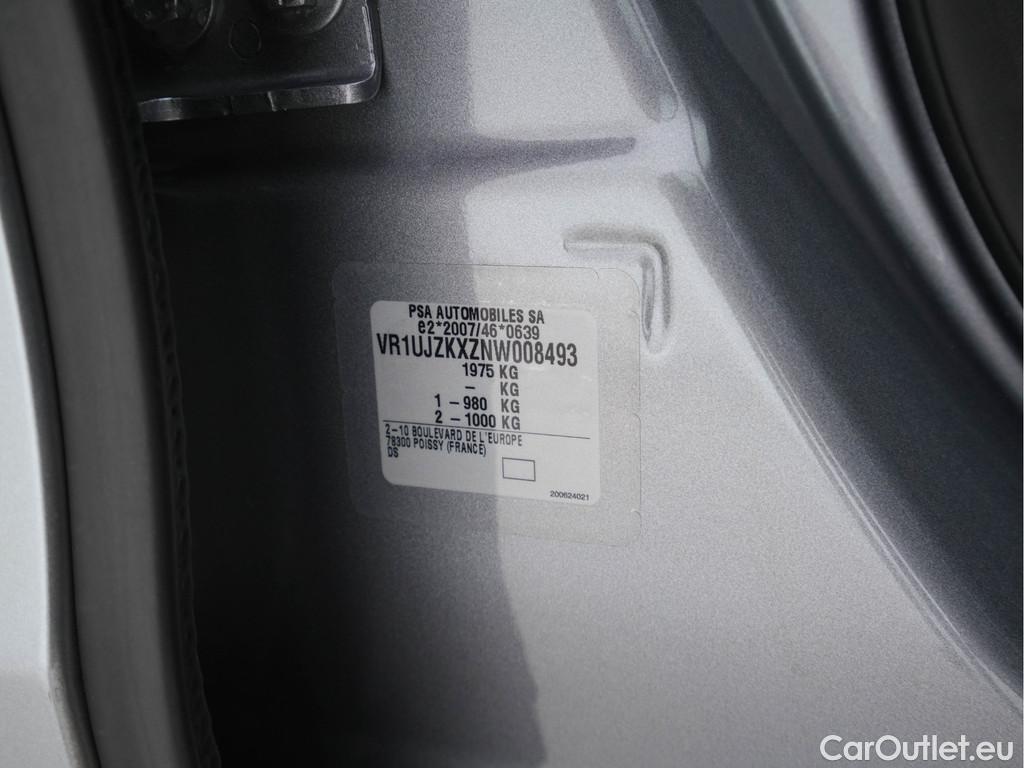 PSA AUTOMOBILES SA
e2*2007/46*0639
VR1UJZKXZNW008493
1975 KG
– KG
1 – 980 KG
2 – 1000 KG
2–10 BOULEVARD DE L'EUROPE
78300 POISSY (FRANCE)
DS
200624021
CarOutlet.eu